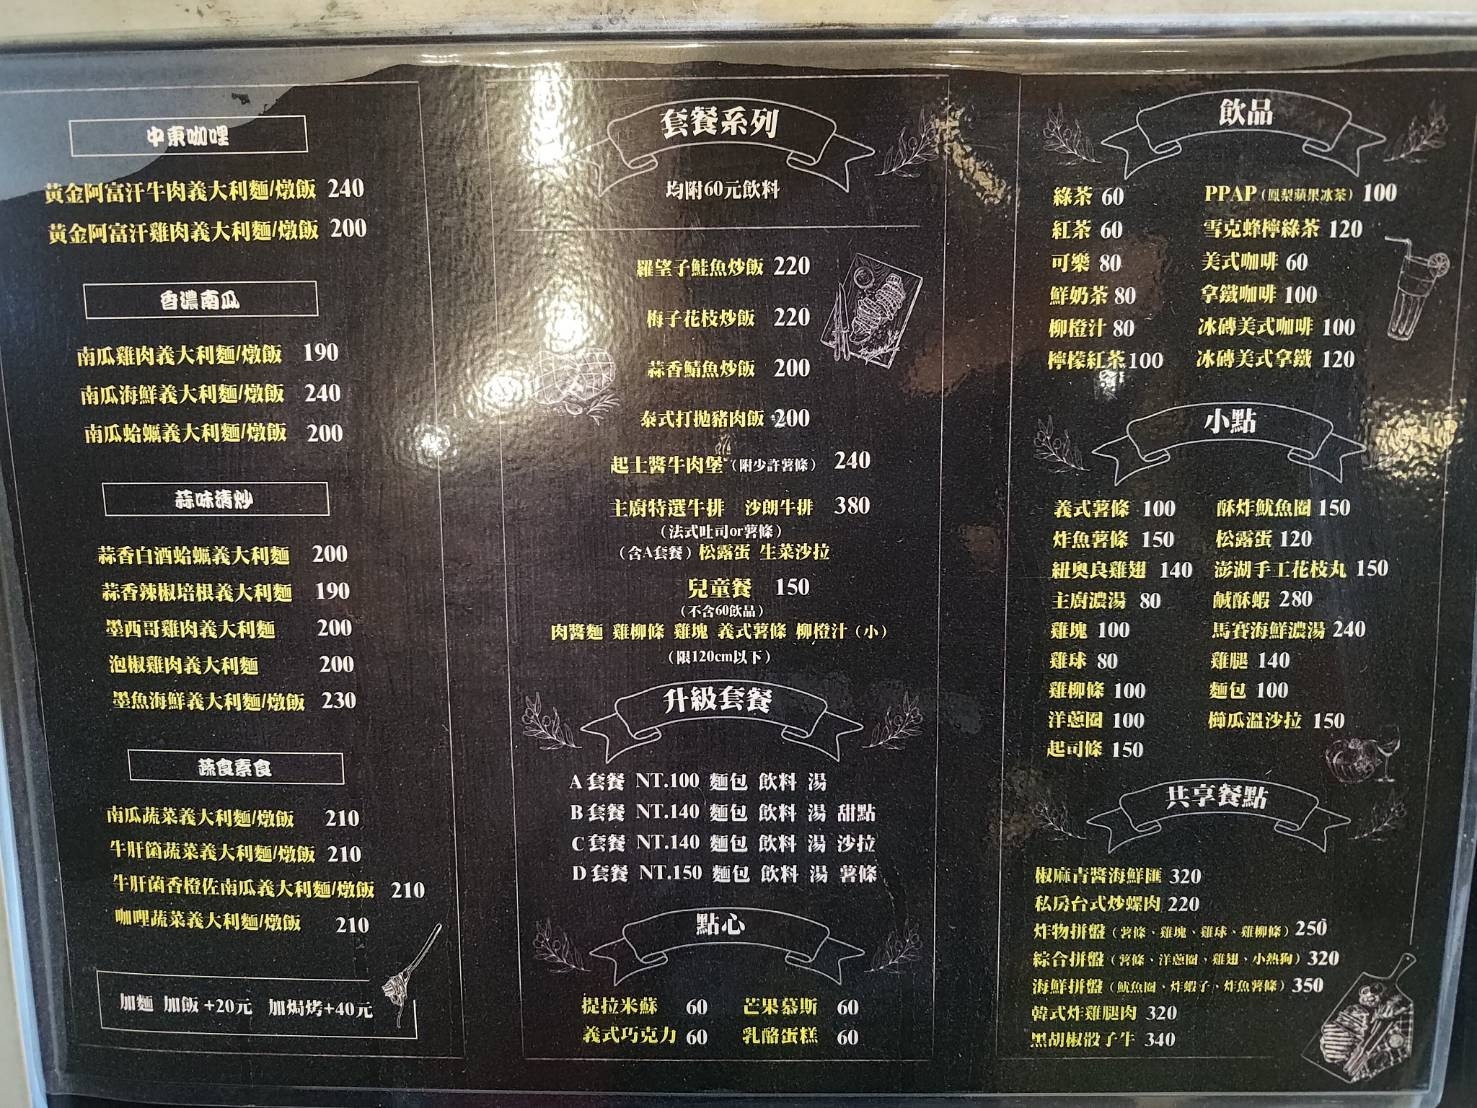 中東咖哩
黃金阿富汗牛肉義大利麵/燉飯 240
黃金阿富汗雞肉義大利麵/燉飯 200
香濃南瓜
南瓜雞肉義大利麵/燉飯 190
南瓜海鮮義大利麵/燉飯 240
南瓜蛤蠣義大利麵/燉飯 200
蒜味清炒
蒜香白酒蛤蠣義大利麵 200
蒜香辣椒培根義大利麵 190
墨西哥雞肉義大利麵 200
泡椒雞肉義大利麵 200
墨魚海鮮義大利麵/燉飯 230
蔬食素食
南瓜蔬菜義大利麵/燉飯 210
牛肝菌蔬菜義大利麵/燉飯 210
牛肝菌香橙佐南瓜義大利麵/燉飯 210
咖哩蔬菜義大利麵/燉飯 210
加麵 加飯+20元 加焗烤+40元
套餐系列
均附60元飲料
羅望子鮭魚炒飯 220
梅子花枝炒飯 220
蒜香鯖魚炒飯 200
泰式打拋豬肉飯 200
起士醬牛肉堡(附少許薯條) 240
主廚特選牛排 沙朗牛排 380
(法式吐司or薯條)
(含A套餐)松露蛋 生菜沙拉
兒童餐 150
(不含60飲品)
肉醬麵 雞柳條 雞塊 義式薯條 柳橙汁(小)
(限120cm以下)
升級套餐
A套餐 NT.100 麵包 飲料 湯
B套餐 NT.140 麵包 飲料 湯 甜點
C套餐 NT.140 麵包 飲料 湯 沙拉
D套餐 NT.150 麵包 飲料 湯 薯條
點心
提拉米蘇 60 芒果慕斯 60
義式巧克力 60 乳酪蛋糕 60
飲品
綠茶 60 PPAP(鳳梨蘋果冰茶) 100
紅茶 60 雪克蜂檸綠茶 120
可樂 80 美式咖啡 60
鮮奶茶 80 拿鐵咖啡 100
柳橙汁 80 冰磚美式咖啡 100
檸檬紅茶100 冰磚美式拿鐵 120
小點
義式薯條 100 酥炸魷魚圈 150
炸魚薯條 150 松露蛋 120
紐奧良雞翅 140 澎湖手工花枝丸 150
主廚濃湯 80 鹹酥蝦 280
雞塊 100 馬賽海鮮濃湯 240
雞球 80 雞腿 140
雞柳條 100 麵包 100
洋蔥圈 100 櫛瓜溫沙拉 150
起司條 150
共享餐點
椒麻青醬海鮮匯 320
私房台式炒螺肉 220
炸物拼盤(薯條、雞塊、雞球、雞柳條) 250
綜合拼盤(薯條、洋蔥圈、雞翅、小熱狗) 320
海鮮拼盤(魷魚圈、炸蝦子、炸魚薯條) 350
韓式炸雞腿肉 320
黑胡椒骰子牛 340